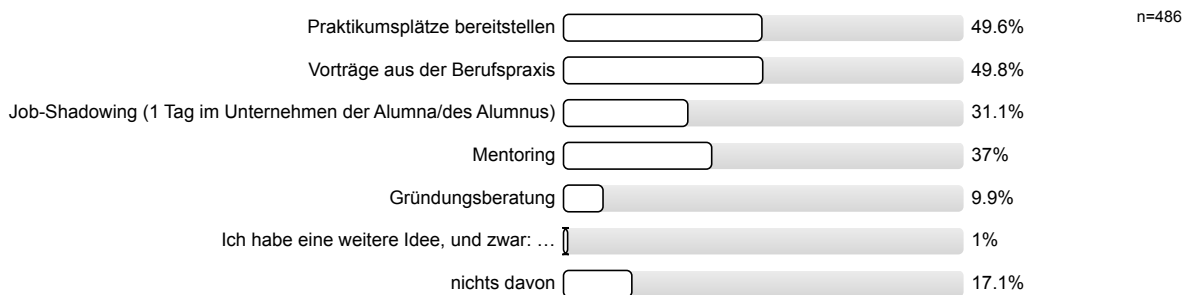 Praktikumsplätze bereitstellen 49.6% n=486
Vorträge aus der Berufspraxis 49.8%
Job-Shadowing (1 Tag im Unternehmen der Alumna/des Alumnus) 31.1%
Mentoring 37%
Gründungsberatung 9.9%
Ich habe eine weitere Idee, und zwar: … 1%
nichts davon 17.1%